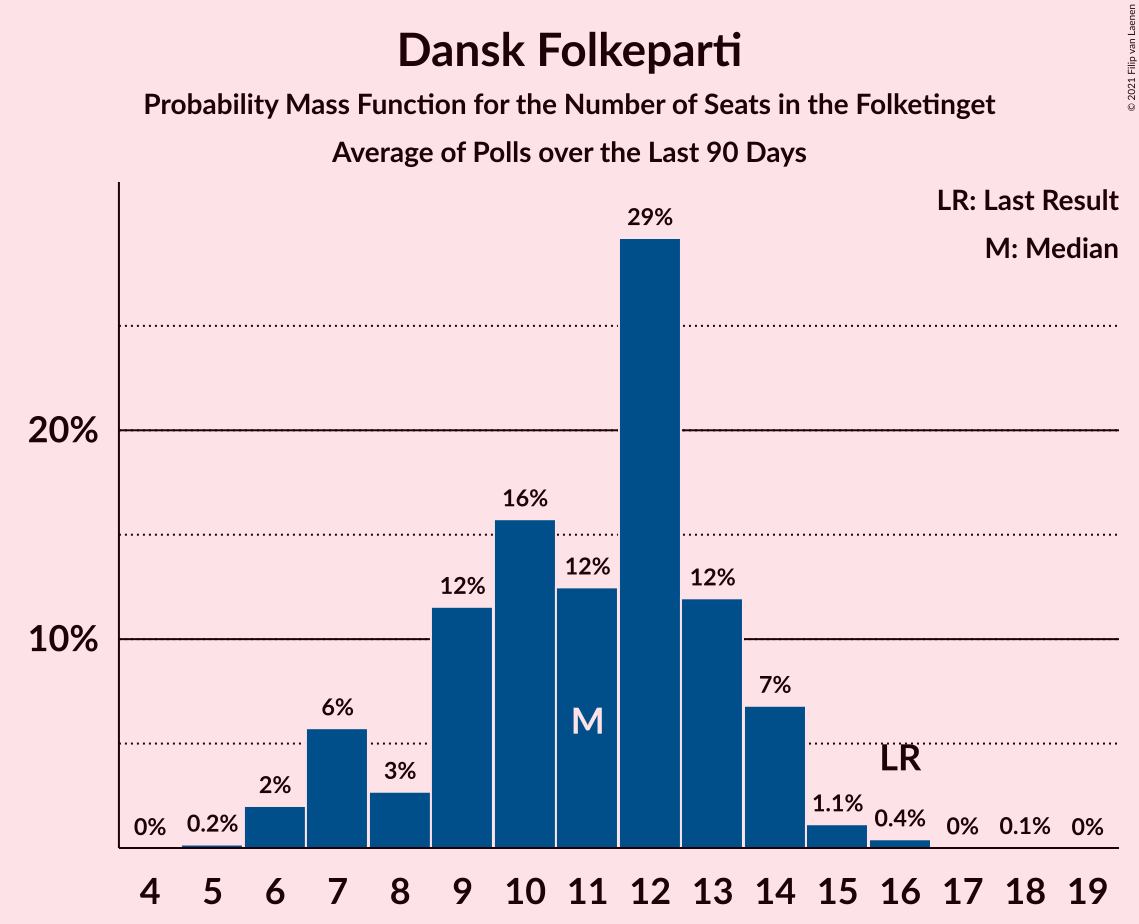 Dansk Folkeparti
Probability Mass Function for the Number of Seats in the Folketinget
Average of Polls over the Last 90 Days
© 2021 Filip van Laenen
LR: Last Result
M: Median
20%
10%
0%
0.2%
2%
6%
3%
12%
16%
12%
29%
12%
7%
1.1%
0.4%
0%
0.1%
0%
M
LR
4 5 6 7 8 9 10 11 12 13 14 15 16 17 18 19